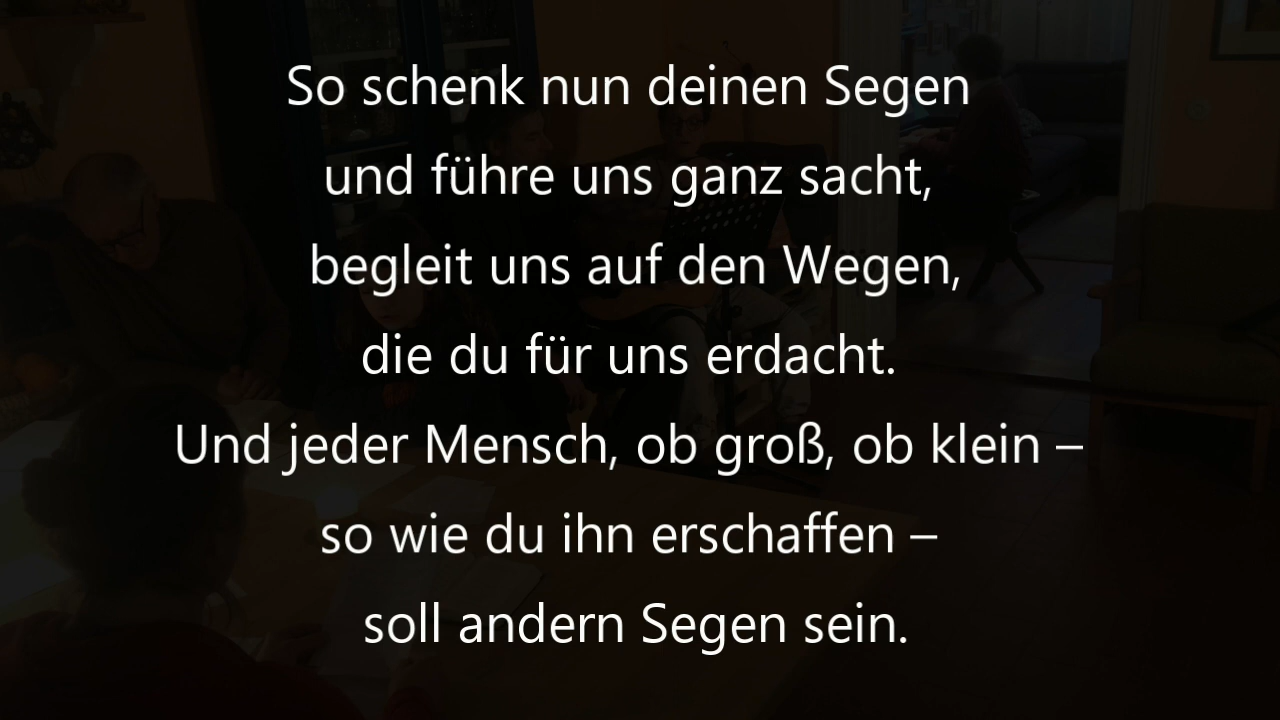 So schenk nun deinen Segen
und führe uns ganz sacht,
begleit uns auf den Wegen,
die du für uns erdacht.
Und jeder Mensch, ob groß, ob klein –
so wie du ihn erschaffen –
soll andern Segen sein.